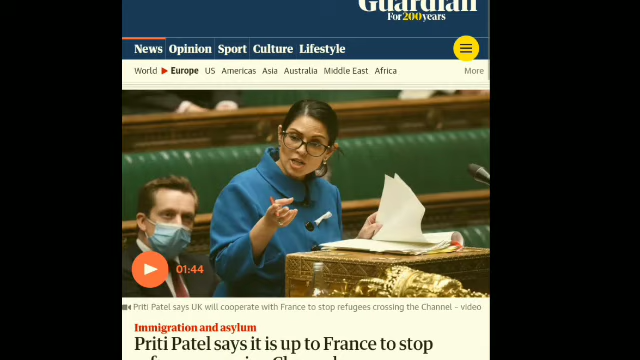 Guardian
For 200 years
News Opinion Sport Culture Lifestyle
World Europe US Americas Asia Australia Middle East Africa More
01:44
Priti Patel says UK will cooperate with France to stop refugees crossing the Channel - video
Immigration and asylum
Priti Patel says it is up to France to stop